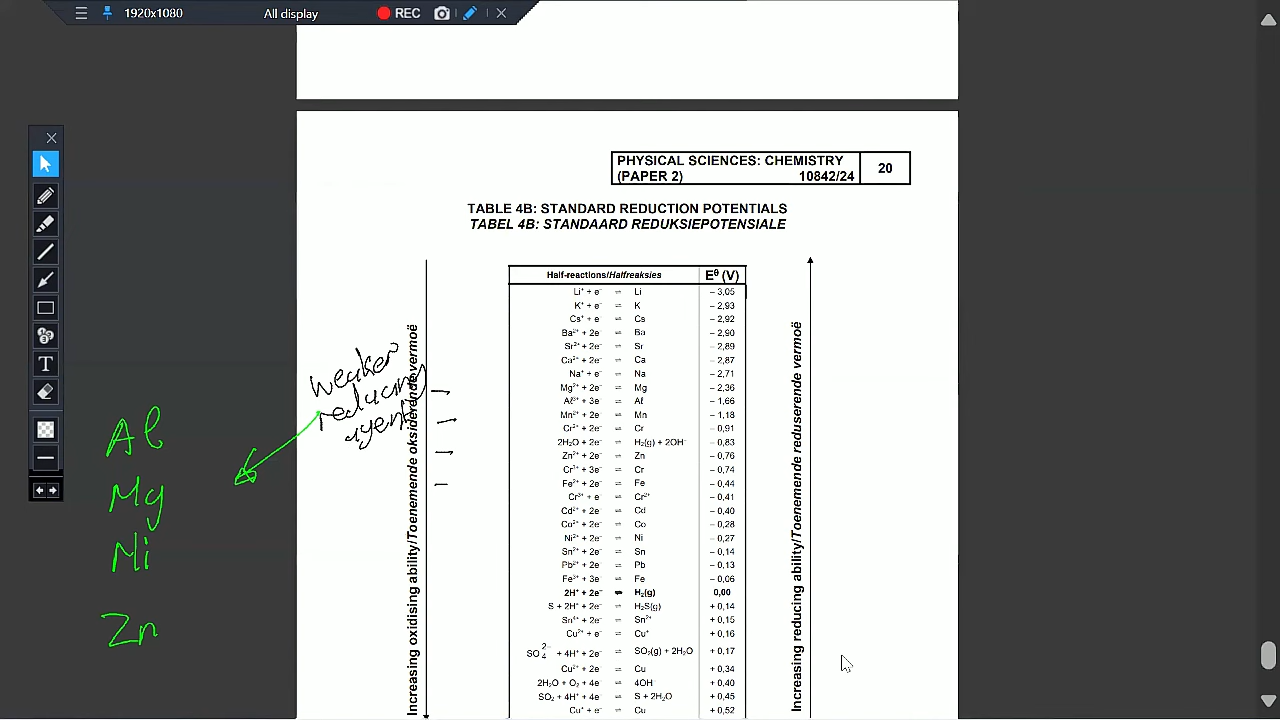 1920x1080 All display REC
PHYSICAL SCIENCES: CHEMISTRY
(PAPER 2) 10842/24 20
TABLE 4B: STANDARD REDUCTION POTENTIALS
TABEL 4B: STANDAARD REDUKSIEPOTENSIALE
Half-reactions/Halfreaksies E⁰ (V)
Li⁺ + e⁻ ⇌ Li – 3,05
K⁺ + e⁻ ⇌ K – 2,93
Cs⁺ + e ⇌ Cs – 2,92
Ba²⁺ + 2e⁻ ⇌ Ba – 2,90
Sr²⁺ + 2e⁻ ⇌ Sr – 2,89
Ca²⁺ + 2e⁻ ⇌ Ca – 2,87
Na⁺ + e⁻ ⇌ Na – 2,71
Mg²⁺ + 2e⁻ ⇌ Mg – 2,36
Aℓ³⁺ + 3e⁻ ⇌ Aℓ – 1,66
Mn²⁺ + 2e⁻ ⇌ Mn – 1,18
Cr²⁺ + 2e⁻ ⇌ Cr – 0,91
2H₂O + 2e⁻ ⇌ H₂(g) + 2OH⁻ – 0,83
Zn²⁺ + 2e⁻ ⇌ Zn – 0,76
Cr³⁺ + 3e⁻ ⇌ Cr – 0,74
Fe²⁺ + 2e⁻ ⇌ Fe – 0,44
Cr³⁺ + e⁻ ⇌ Cr²⁺ – 0,41
Cd²⁺ + 2e⁻ ⇌ Cd – 0,40
Co²⁺ + 2e⁻ ⇌ Co – 0,28
Ni²⁺ + 2e⁻ ⇌ Ni – 0,27
Sn²⁺ + 2e⁻ ⇌ Sn – 0,14
Pb²⁺ + 2e⁻ ⇌ Pb – 0,13
Fe³⁺ + 3e⁻ ⇌ Fe – 0,06
2H⁺ + 2e⁻ ⇌ H₂(g) 0,00
S + 2H⁺ + 2e⁻ ⇌ H₂S(g) + 0,14
Sn⁴⁺ + 2e⁻ ⇌ Sn²⁺ + 0,15
Cu²⁺ + e⁻ ⇌ Cu⁺ + 0,16
SO₄²⁻ + 4H⁺ + 2e⁻ ⇌ SO₂(g) + 2H₂O + 0,17
Cu²⁺ + 2e⁻ ⇌ Cu + 0,34
2H₂O + O₂ + 4e⁻ ⇌ 4OH⁻ + 0,40
SO₂ + 4H⁺ + 4e⁻ ⇌ S + 2H₂O + 0,45
Cu⁺ + e⁻ ⇌ Cu + 0,52
Increasing oxidising ability/Toenemende oksiderende vermoë
Increasing reducing ability/Toenemende reduserende vermoë
weaker
reducing
agent
Al
Mg
Ni
Zn